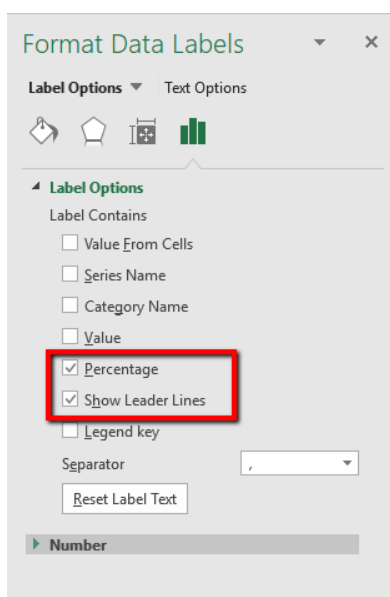 Format Data Labels
Label Options Text Options
Label Options
Label Contains
Value From Cells
Series Name
Category Name
Value
Percentage
Show Leader Lines
Legend key
Separator ,
Reset Label Text
Number